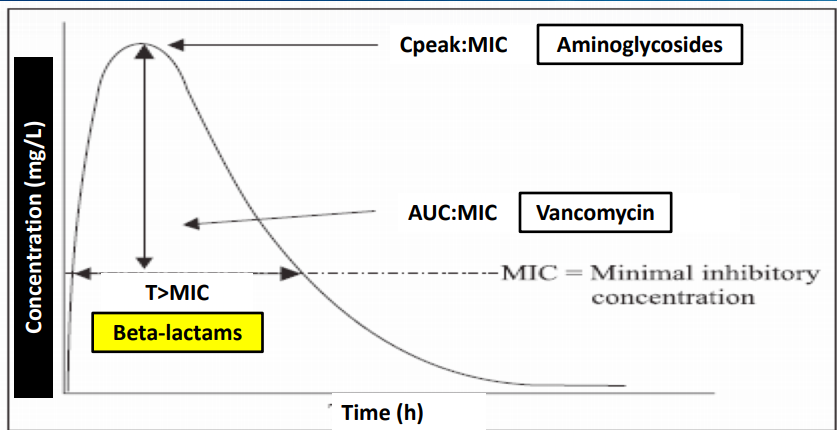 Concentration (mg/L)
Cpeak:MIC
Aminoglycosides
AUC:MIC
Vancomycin
MIC = Minimal inhibitory
concentration
T>MIC
Beta-lactams
Time (h)